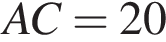 AC = 20